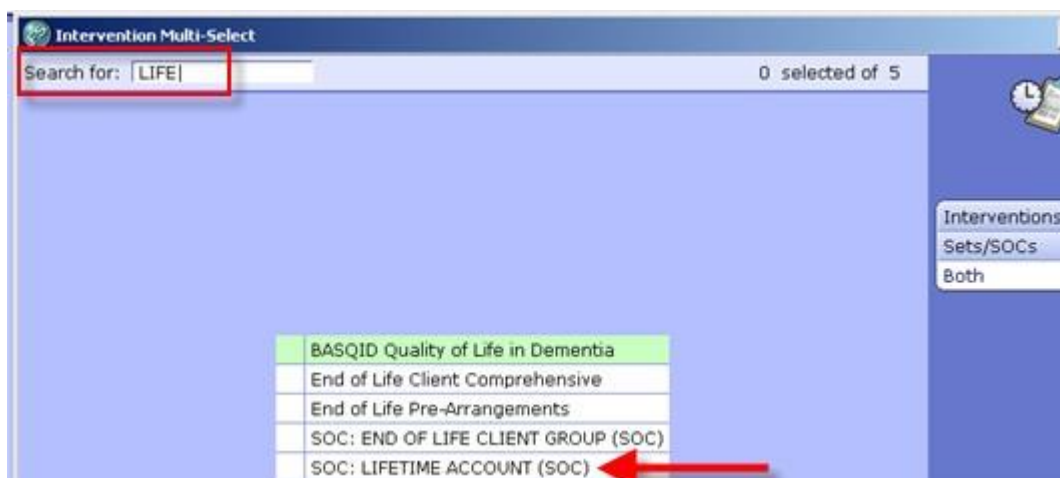 Intervention Multi-Select
Search for: LIFE
0 selected of 5
Interventions
Sets/SOCs
Both
BASQID Quality of Life in Dementia
End of Life Client Comprehensive
End of Life Pre-Arrangements
SOC: END OF LIFE CLIENT GROUP (SOC)
SOC: LIFETIME ACCOUNT (SOC)